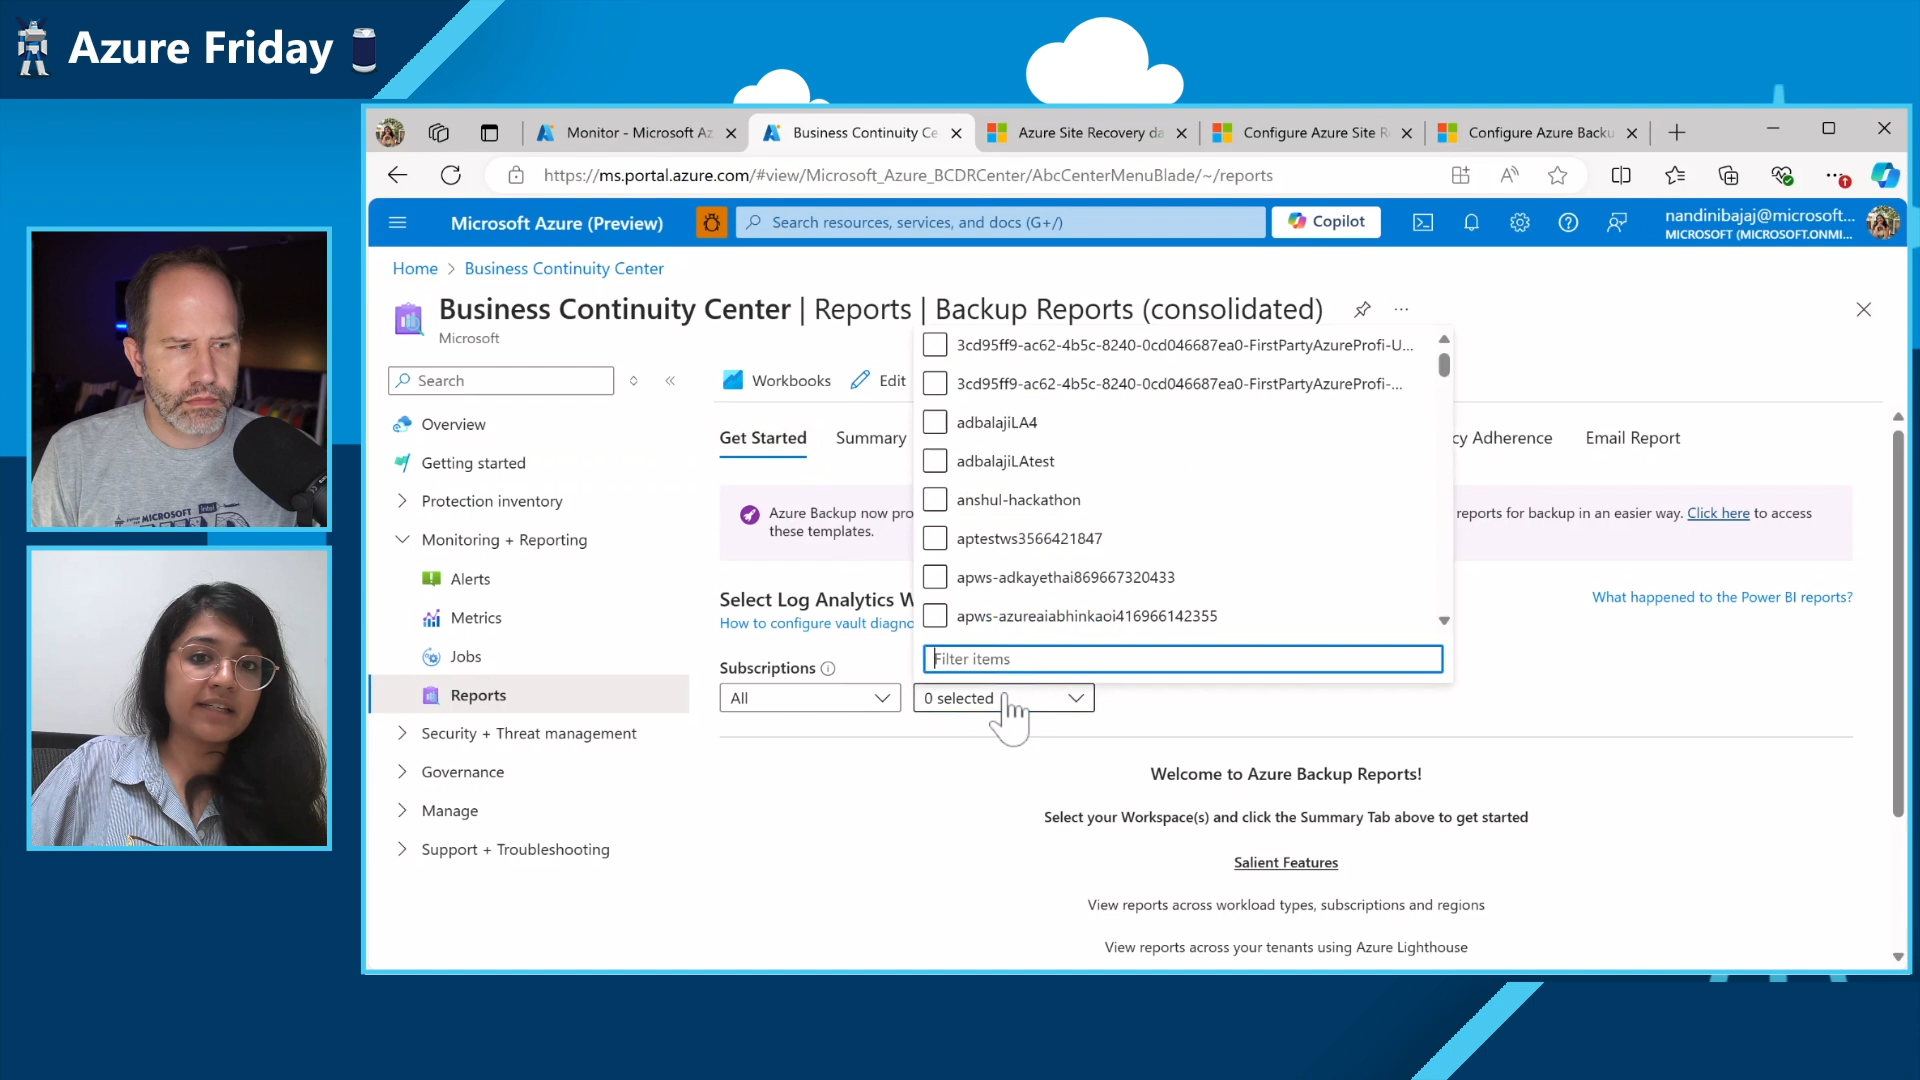 Azure Friday
Monitor - Microsoft Az
Business Continuity Ce
Azure Site Recovery da
Configure Azure Site R
Configure Azure Backu
https://ms.portal.azure.com/#view/Microsoft_Azure_BCDRCenter/AbcCenterMenuBlade/~/reports
Microsoft Azure (Preview)
Search resources, services, and docs (G+/)
Copilot
nandinibajaj@microsoft...
MICROSOFT (MICROSOFT.ONMI...
Home > Business Continuity Center
Business Continuity Center | Reports | Backup Reports (consolidated)
Microsoft
Search
Overview
Getting started
Protection inventory
Monitoring + Reporting
Alerts
Metrics
Jobs
Reports
Security + Threat management
Governance
Manage
Support + Troubleshooting
Workbooks
Edit
Get Started
Summary
cy Adherence
Email Report
Azure Backup now pro
reports for backup in an easier way. Click here to access
these templates.
Select Log Analytics W
How to configure vault diagno
What happened to the Power BI reports?
Subscriptions
All
3cd95ff9-ac62-4b5c-8240-0cd046687ea0-FirstPartyAzureProfi-U...
3cd95ff9-ac62-4b5c-8240-0cd046687ea0-FirstPartyAzureProfi-...
adbalajiLA4
adbalajiLAtest
anshul-hackathon
aptestws3566421847
apws-adkayethai869667320433
apws-azureaiabhinkaoi416966142355
Filter items
0 selected
Welcome to Azure Backup Reports!
Select your Workspace(s) and click the Summary Tab above to get started
Salient Features
View reports across workload types, subscriptions and regions
View reports across your tenants using Azure Lighthouse
MICROSOFT
intel